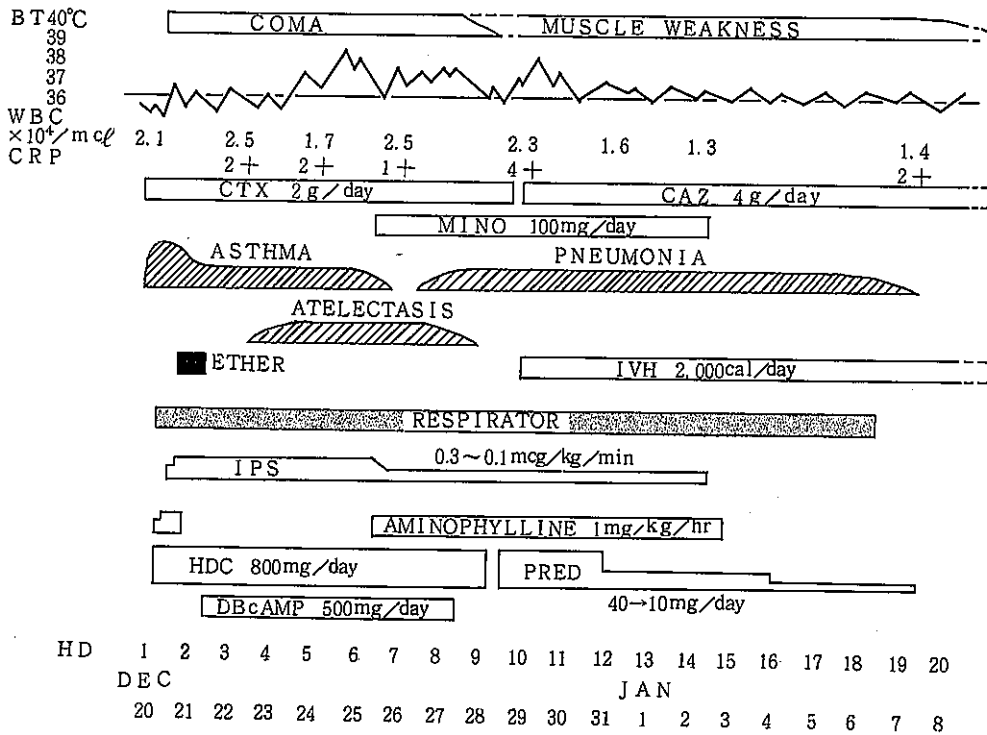 BT 40℃ COMA MUSCLE WEAKNESS
39
38
37
36
WBC
×10⁴/mcℓ 2.1 2.5 1.7 2.5 2.3 1.6 1.3 1.4
CRP 2+ 2+ 1+ 4+ 2+
CTX 2g/day CAZ 4g/day
MINO 100mg/day
ASTHMA PNEUMONIA
ATELECTASIS
ETHER IVH 2,000cal/day
RESPIRATOR
IPS 0.3~0.1mcg/kg/min
AMINOPHYLLINE 1mg/kg/hr
HDC 800mg/day PRED
DBcAMP 500mg/day 40→10mg/day
HD 1 2 3 4 5 6 7 8 9 10 11 12 13 14 15 16 17 18 19 20
DEC JAN
20 21 22 23 24 25 26 27 28 29 30 31 1 2 3 4 5 6 7 8